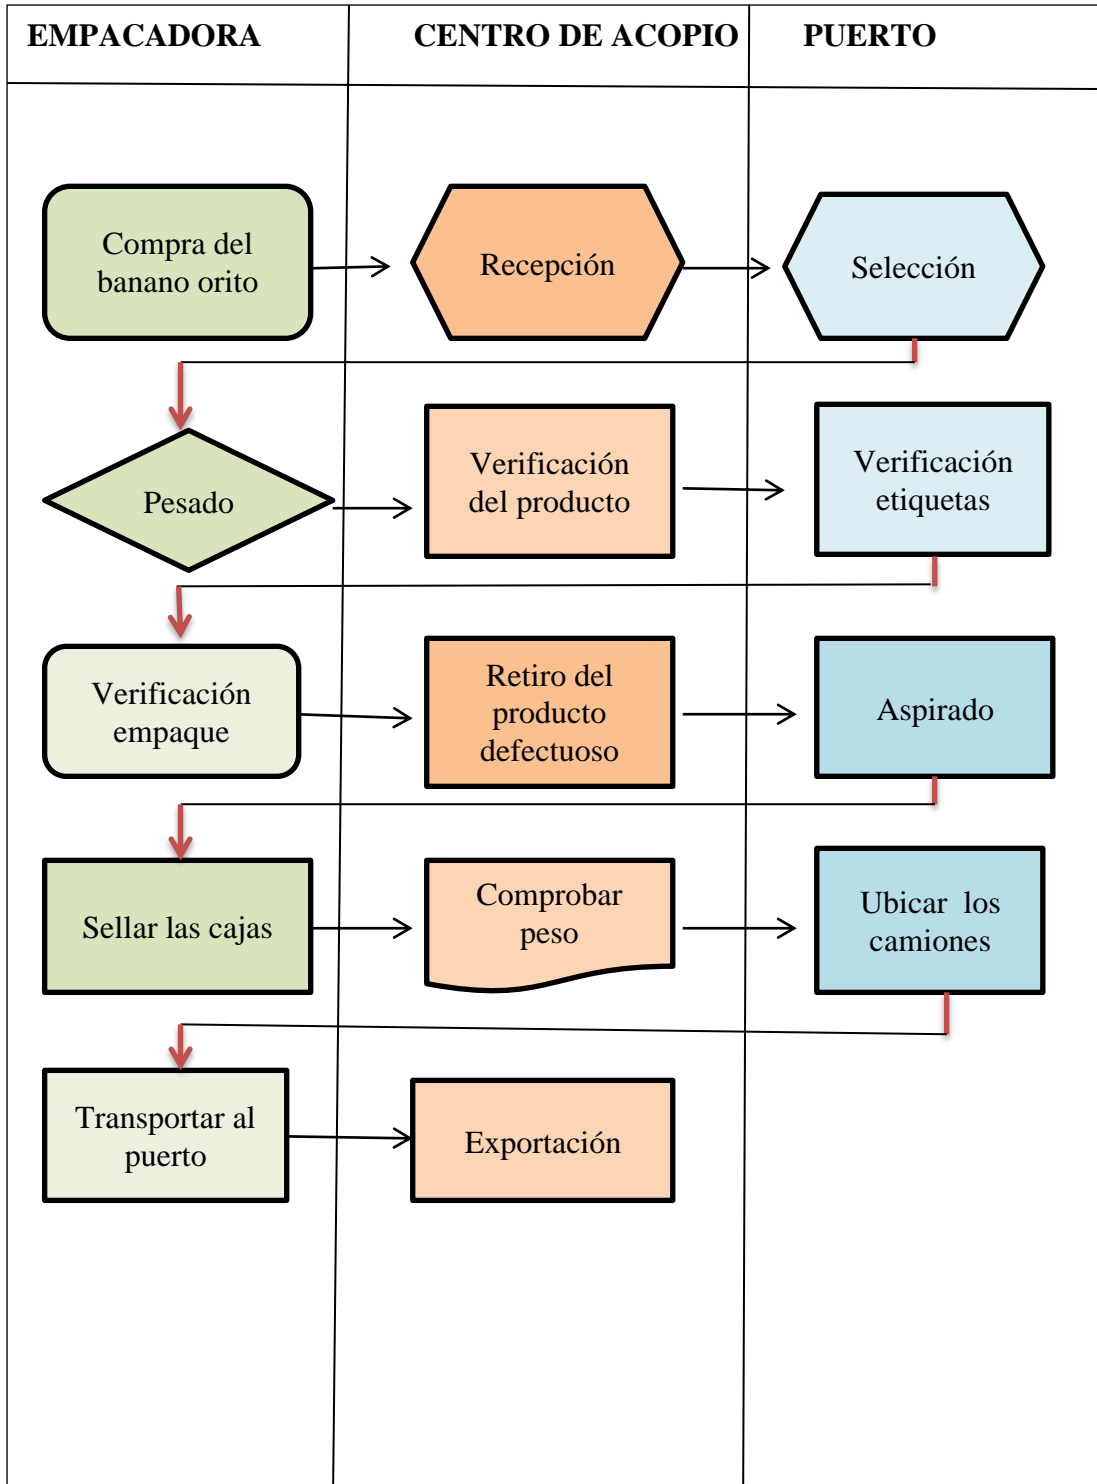 EMPACADORA
CENTRO DE ACOPIO
PUERTO
Compra del
banano orito
Recepción
Selección
Pesado
Verificación
del producto
Verificación
etiquetas
Verificación
empaque
Retiro del
producto
defectuoso
Aspirado
Sellar las cajas
Comprobar
peso
Ubicar los
camiones
Transportar al
puerto
Exportación